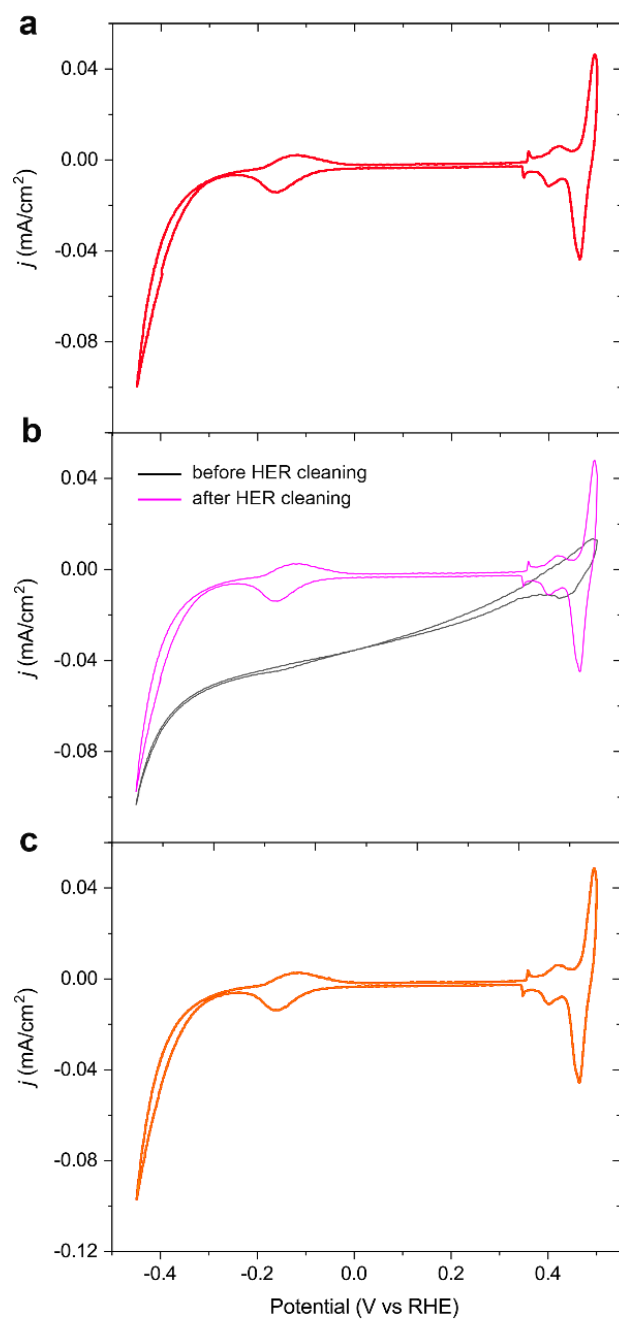 a
0.04
0.00
-0.04
-0.08
j (mA/cm²)
b
before HER cleaning
after HER cleaning
0.04
0.00
-0.04
-0.08
j (mA/cm²)
c
0.04
0.00
-0.04
-0.08
-0.12
j (mA/cm²)
-0.4 -0.2 0.0 0.2 0.4
Potential (V vs RHE)